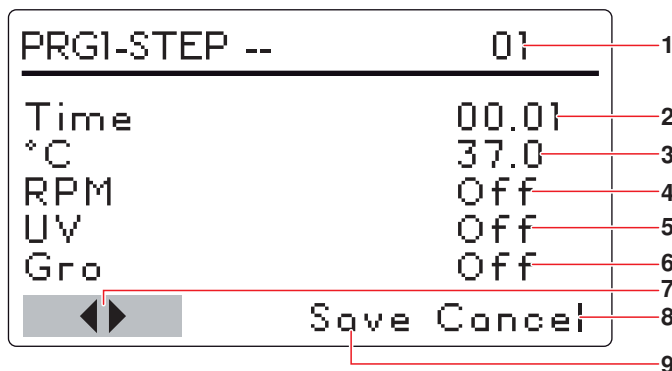 PRG1-STEP -- 01 1
Time 00.01 2
°C 37.0 3
RPM Off 4
UV Off 5
Gro Off 6
7
Save Cancel 8
9